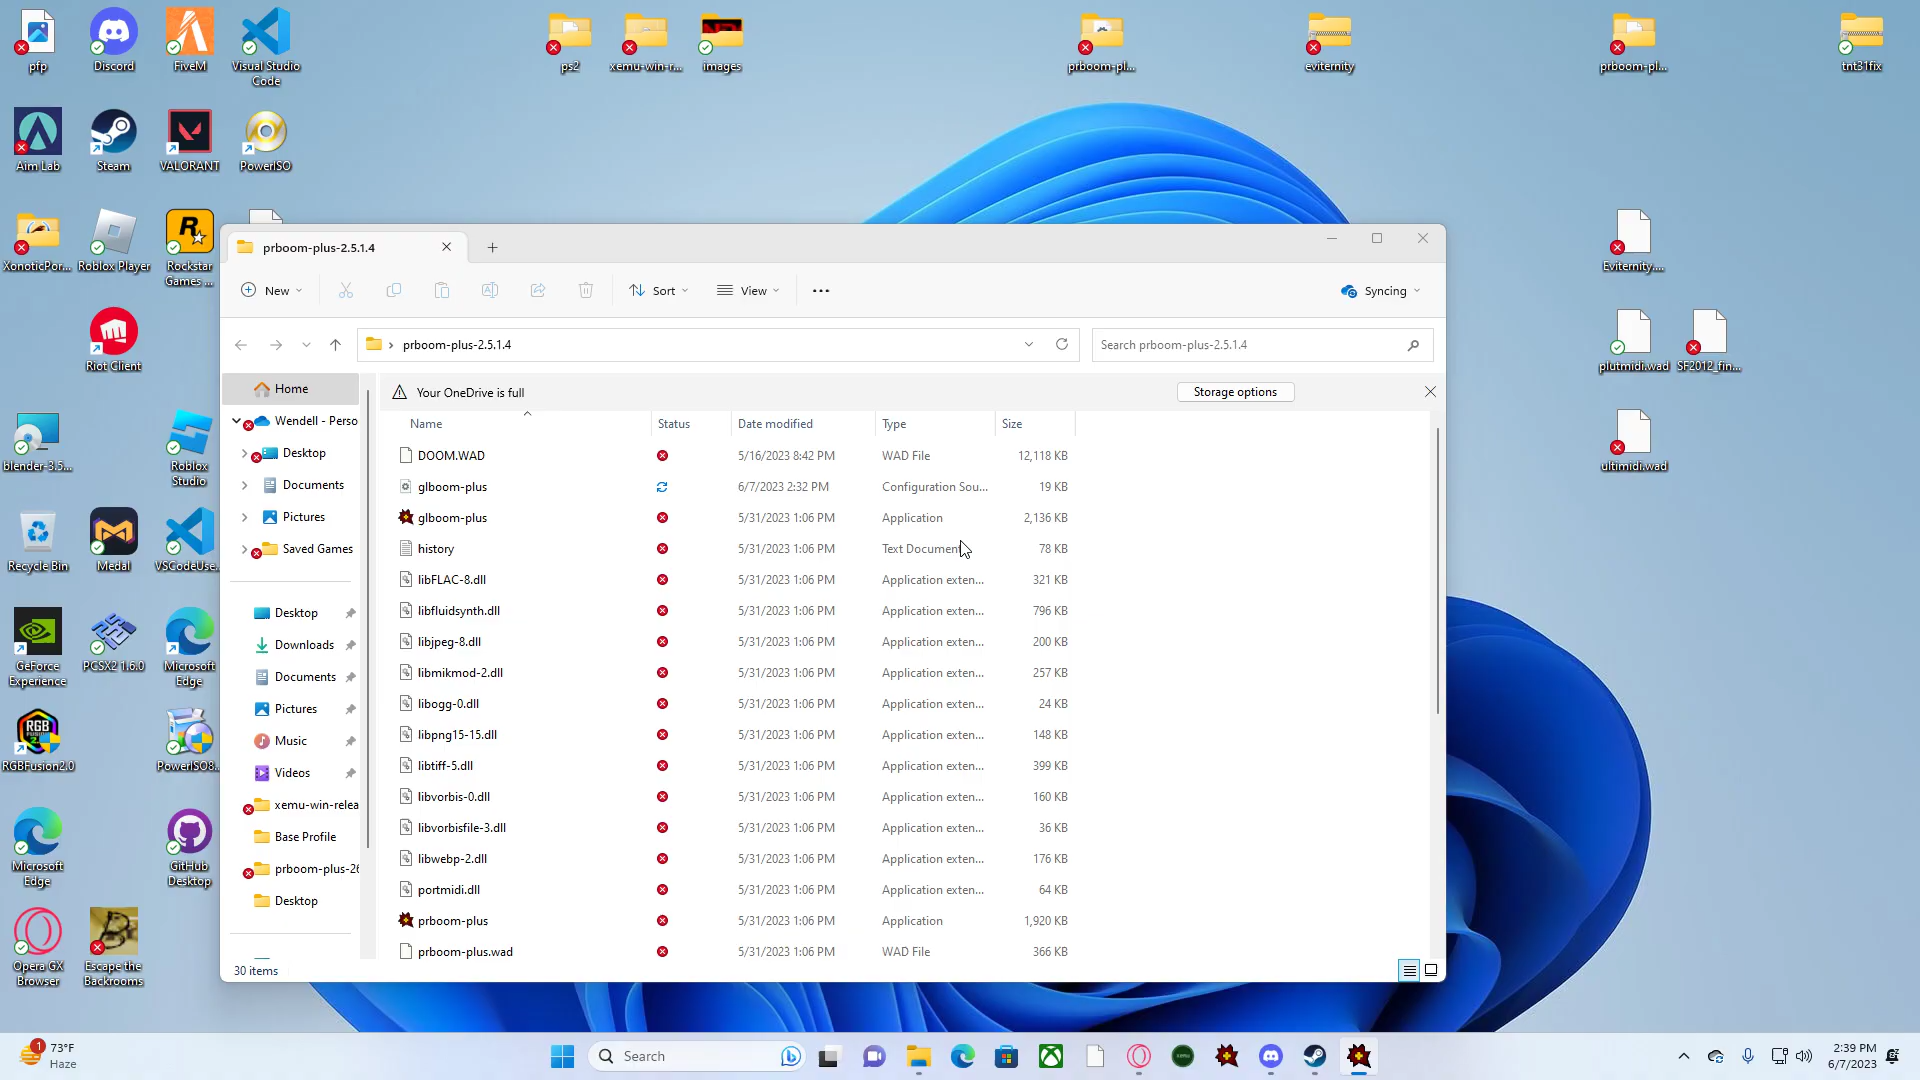 pfp
Discord
FiveM
Visual Studio
Code
ps2
xemu-win-r...
images
prboom-pl...
eviternity
prboom-pl...
tnt31fix
Aim Lab
Steam
VALORANT
PowerISO
XonoticPor...
Roblox Player
Rockstar
Games ...
Eviternity....
Riot Client
plutmidi.wad
SF2012_fin...
blender-3.5...
Roblox
Studio
ultimidi.wad
Recycle Bin
Medal
VSCodeUse...
GeForce
Experience
PCSX2 1.6.0
Microsoft
Edge
RGBFusion2.0
PowerISO8...
Microsoft
Edge
GitHub
Desktop
Opera GX
Browser
Escape the
Backrooms
prboom-plus-2.5.1.4
New
Sort
View
Syncing
prboom-plus-2.5.1.4
Search prboom-plus-2.5.1.4
Your OneDrive is full
Storage options
Home
Wendell - Perso
Desktop
Documents
Pictures
Saved Games
Desktop
Downloads
Documents
Pictures
Music
Videos
xemu-win-relea
Base Profile
prboom-plus-26
Desktop
Name Status Date modified Type Size
DOOM.WAD 5/16/2023 8:42 PM WAD File 12,118 KB
glboom-plus 6/7/2023 2:32 PM Configuration Sou... 19 KB
glboom-plus 5/31/2023 1:06 PM Application 2,136 KB
history 5/31/2023 1:06 PM Text Document 78 KB
libFLAC-8.dll 5/31/2023 1:06 PM Application exten... 321 KB
libfluidsynth.dll 5/31/2023 1:06 PM Application exten... 796 KB
libjpeg-8.dll 5/31/2023 1:06 PM Application exten... 200 KB
libmikmod-2.dll 5/31/2023 1:06 PM Application exten... 257 KB
libogg-0.dll 5/31/2023 1:06 PM Application exten... 24 KB
libpng15-15.dll 5/31/2023 1:06 PM Application exten... 148 KB
libtiff-5.dll 5/31/2023 1:06 PM Application exten... 399 KB
libvorbis-0.dll 5/31/2023 1:06 PM Application exten... 160 KB
libvorbisfile-3.dll 5/31/2023 1:06 PM Application exten... 36 KB
libwebp-2.dll 5/31/2023 1:06 PM Application exten... 176 KB
portmidi.dll 5/31/2023 1:06 PM Application exten... 64 KB
prboom-plus 5/31/2023 1:06 PM Application 1,920 KB
prboom-plus.wad 5/31/2023 1:06 PM WAD File 366 KB
30 items
1
73°F
Haze
Search
2:39 PM
6/7/2023